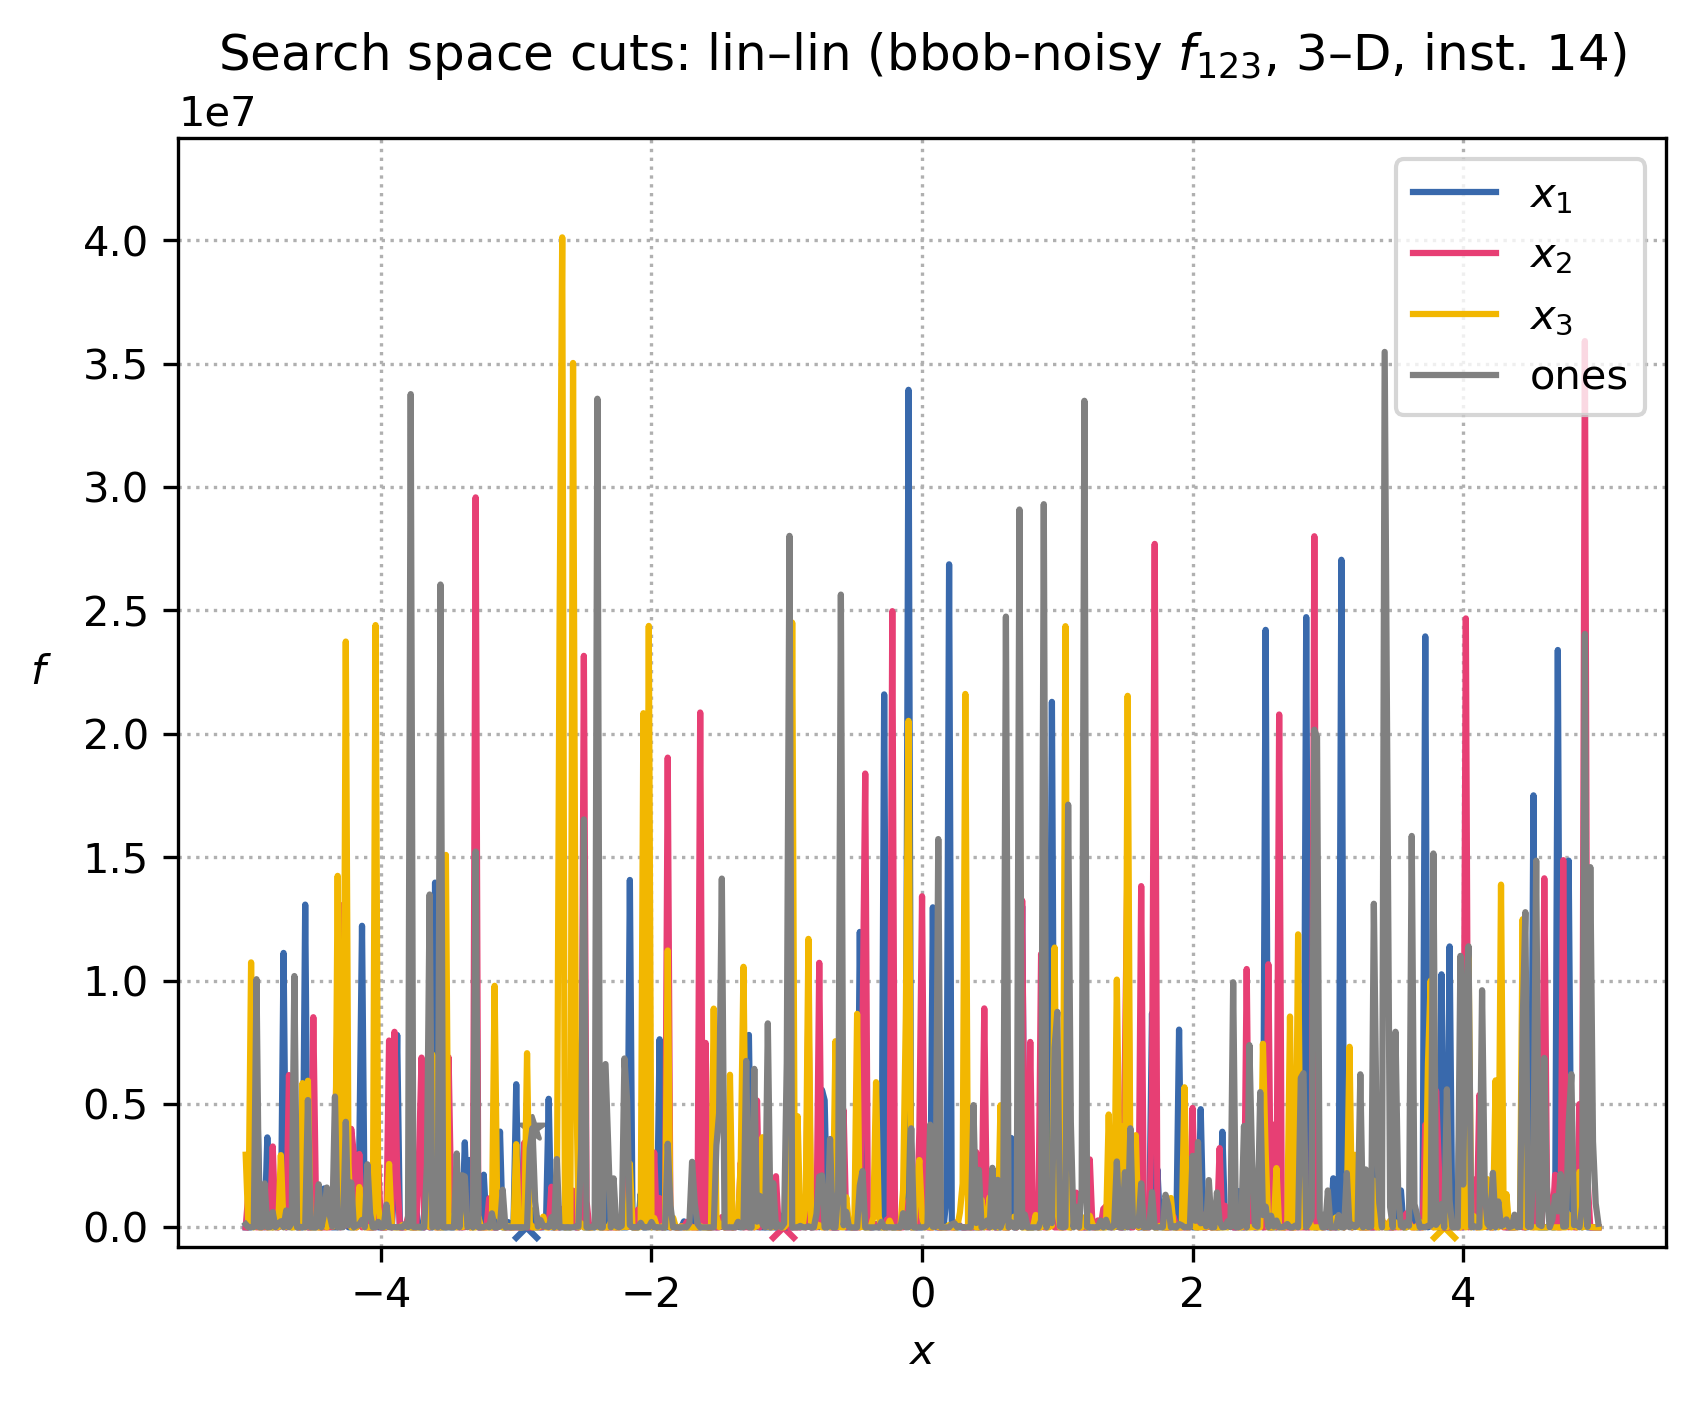 Search space cuts: lin–lin (bbob-noisy f₁₂₃, 3–D, inst. 14)
1e7
x₁
x₂
x₃
ones
4.0
3.5
3.0
2.5
2.0
1.5
1.0
0.5
0.0
f
−4
−2
0
2
4
x